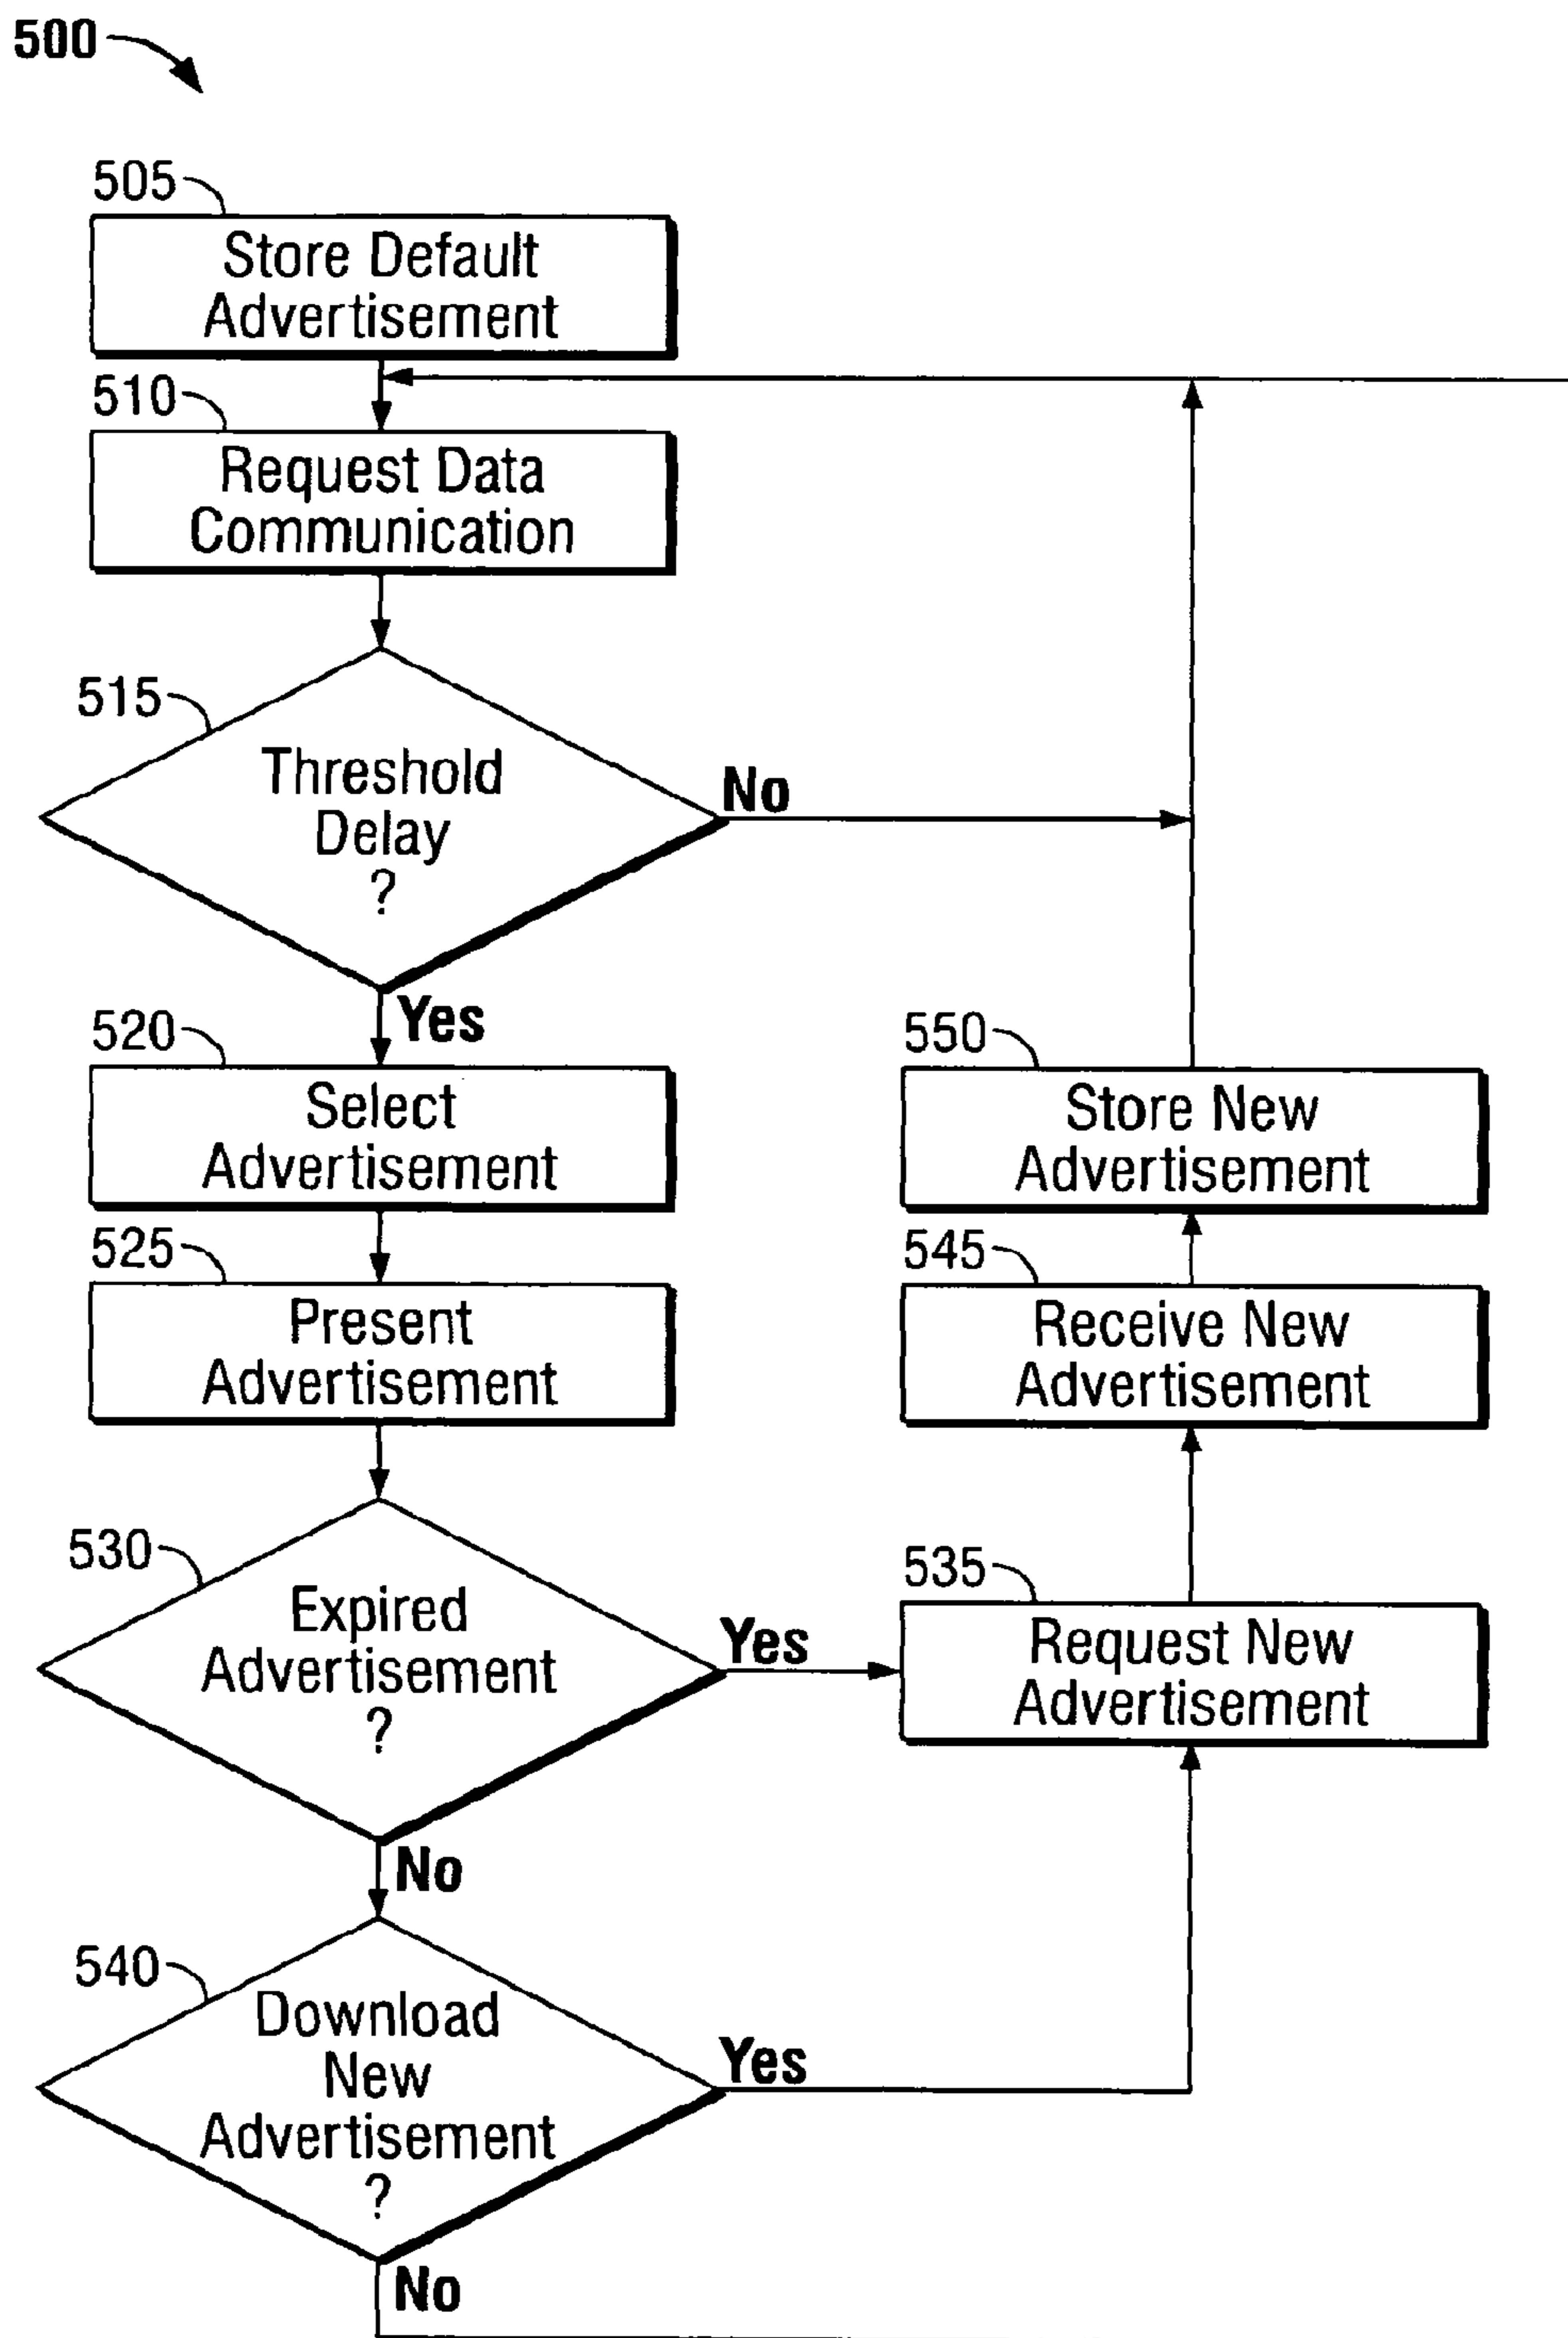 500
505
Store Default
Advertisement
510
Request Data
Communication
515
Threshold
Delay
?
No
Yes
520
Select
Advertisement
525
Present
Advertisement
530
Expired
Advertisement
?
Yes
No
540
Download
New
Advertisement
?
Yes
No
550
Store New
Advertisement
545
Receive New
Advertisement
535
Request New
Advertisement